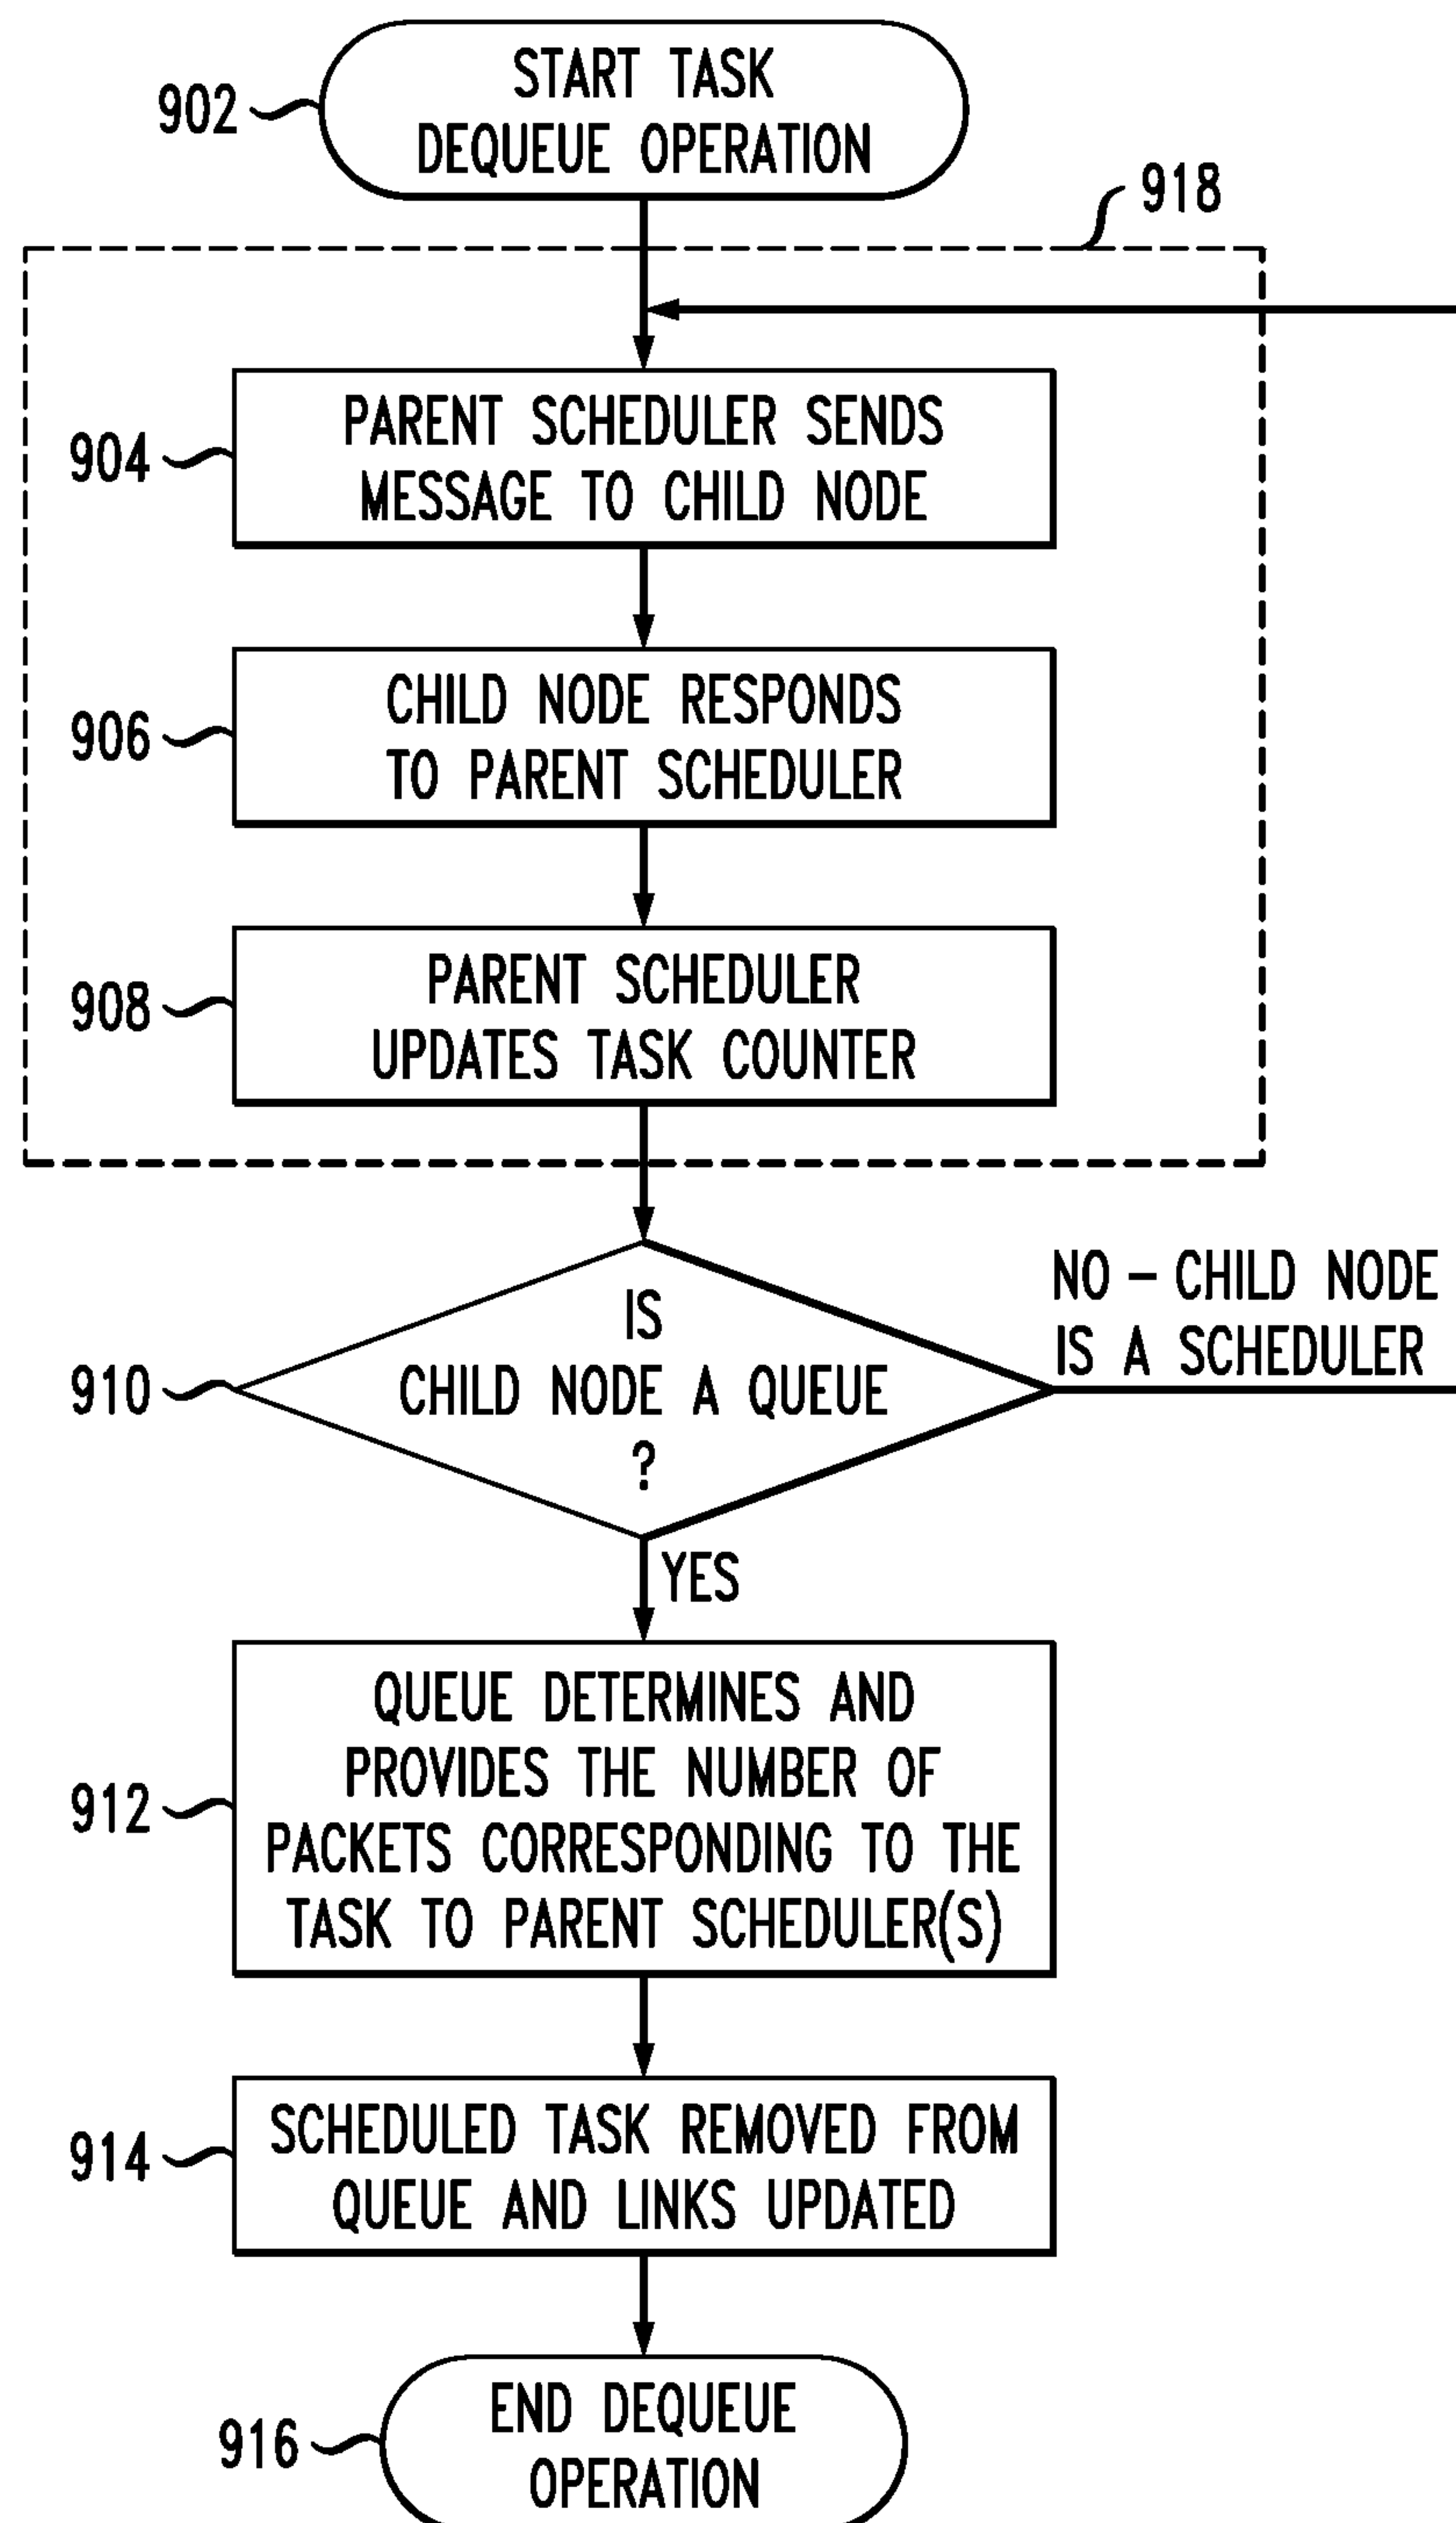 START TASK
DEQUEUE OPERATION
902
918
PARENT SCHEDULER SENDS
MESSAGE TO CHILD NODE
904
CHILD NODE RESPONDS
TO PARENT SCHEDULER
906
PARENT SCHEDULER
UPDATES TASK COUNTER
908
NO – CHILD NODE
IS A SCHEDULER
IS
CHILD NODE A QUEUE
?
910
YES
QUEUE DETERMINES AND
PROVIDES THE NUMBER OF
PACKETS CORRESPONDING TO THE
TASK TO PARENT SCHEDULER(S)
912
SCHEDULED TASK REMOVED FROM
QUEUE AND LINKS UPDATED
914
END DEQUEUE
OPERATION
916